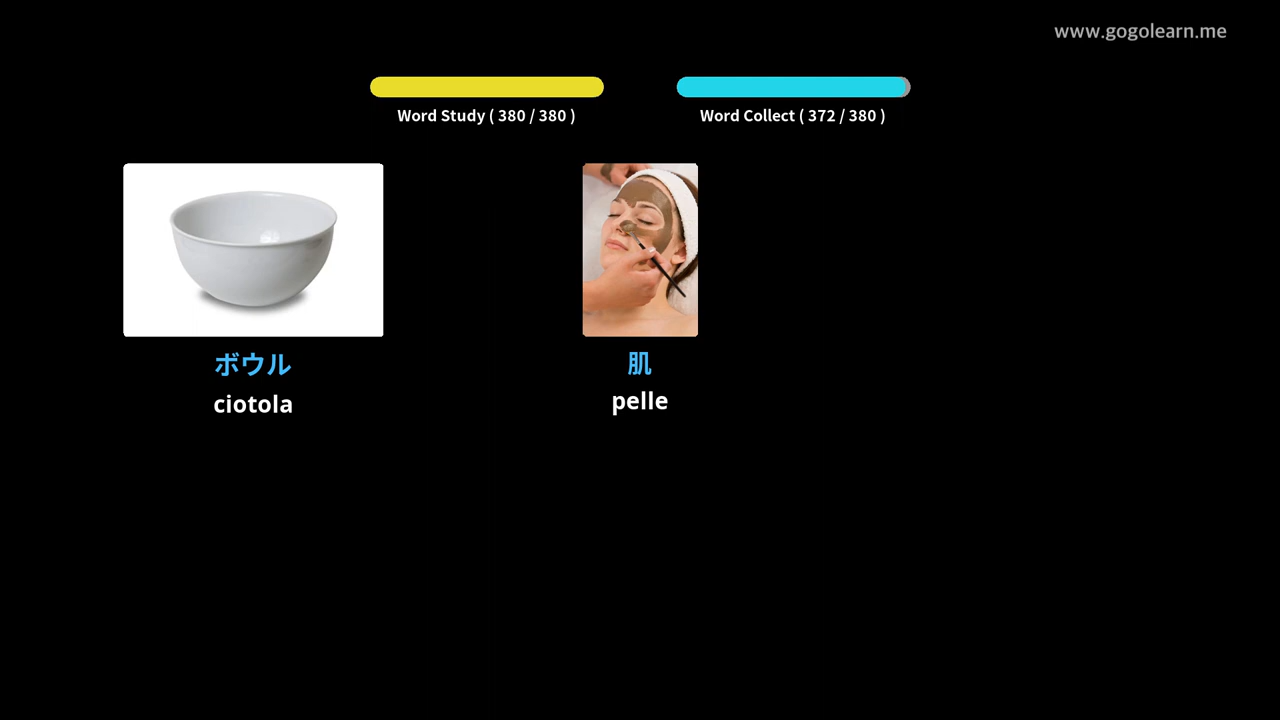 www.gogolearn.me
Word Study ( 380 / 380 )
Word Collect ( 372 / 380 )
ボウル
ciotola
肌
pelle